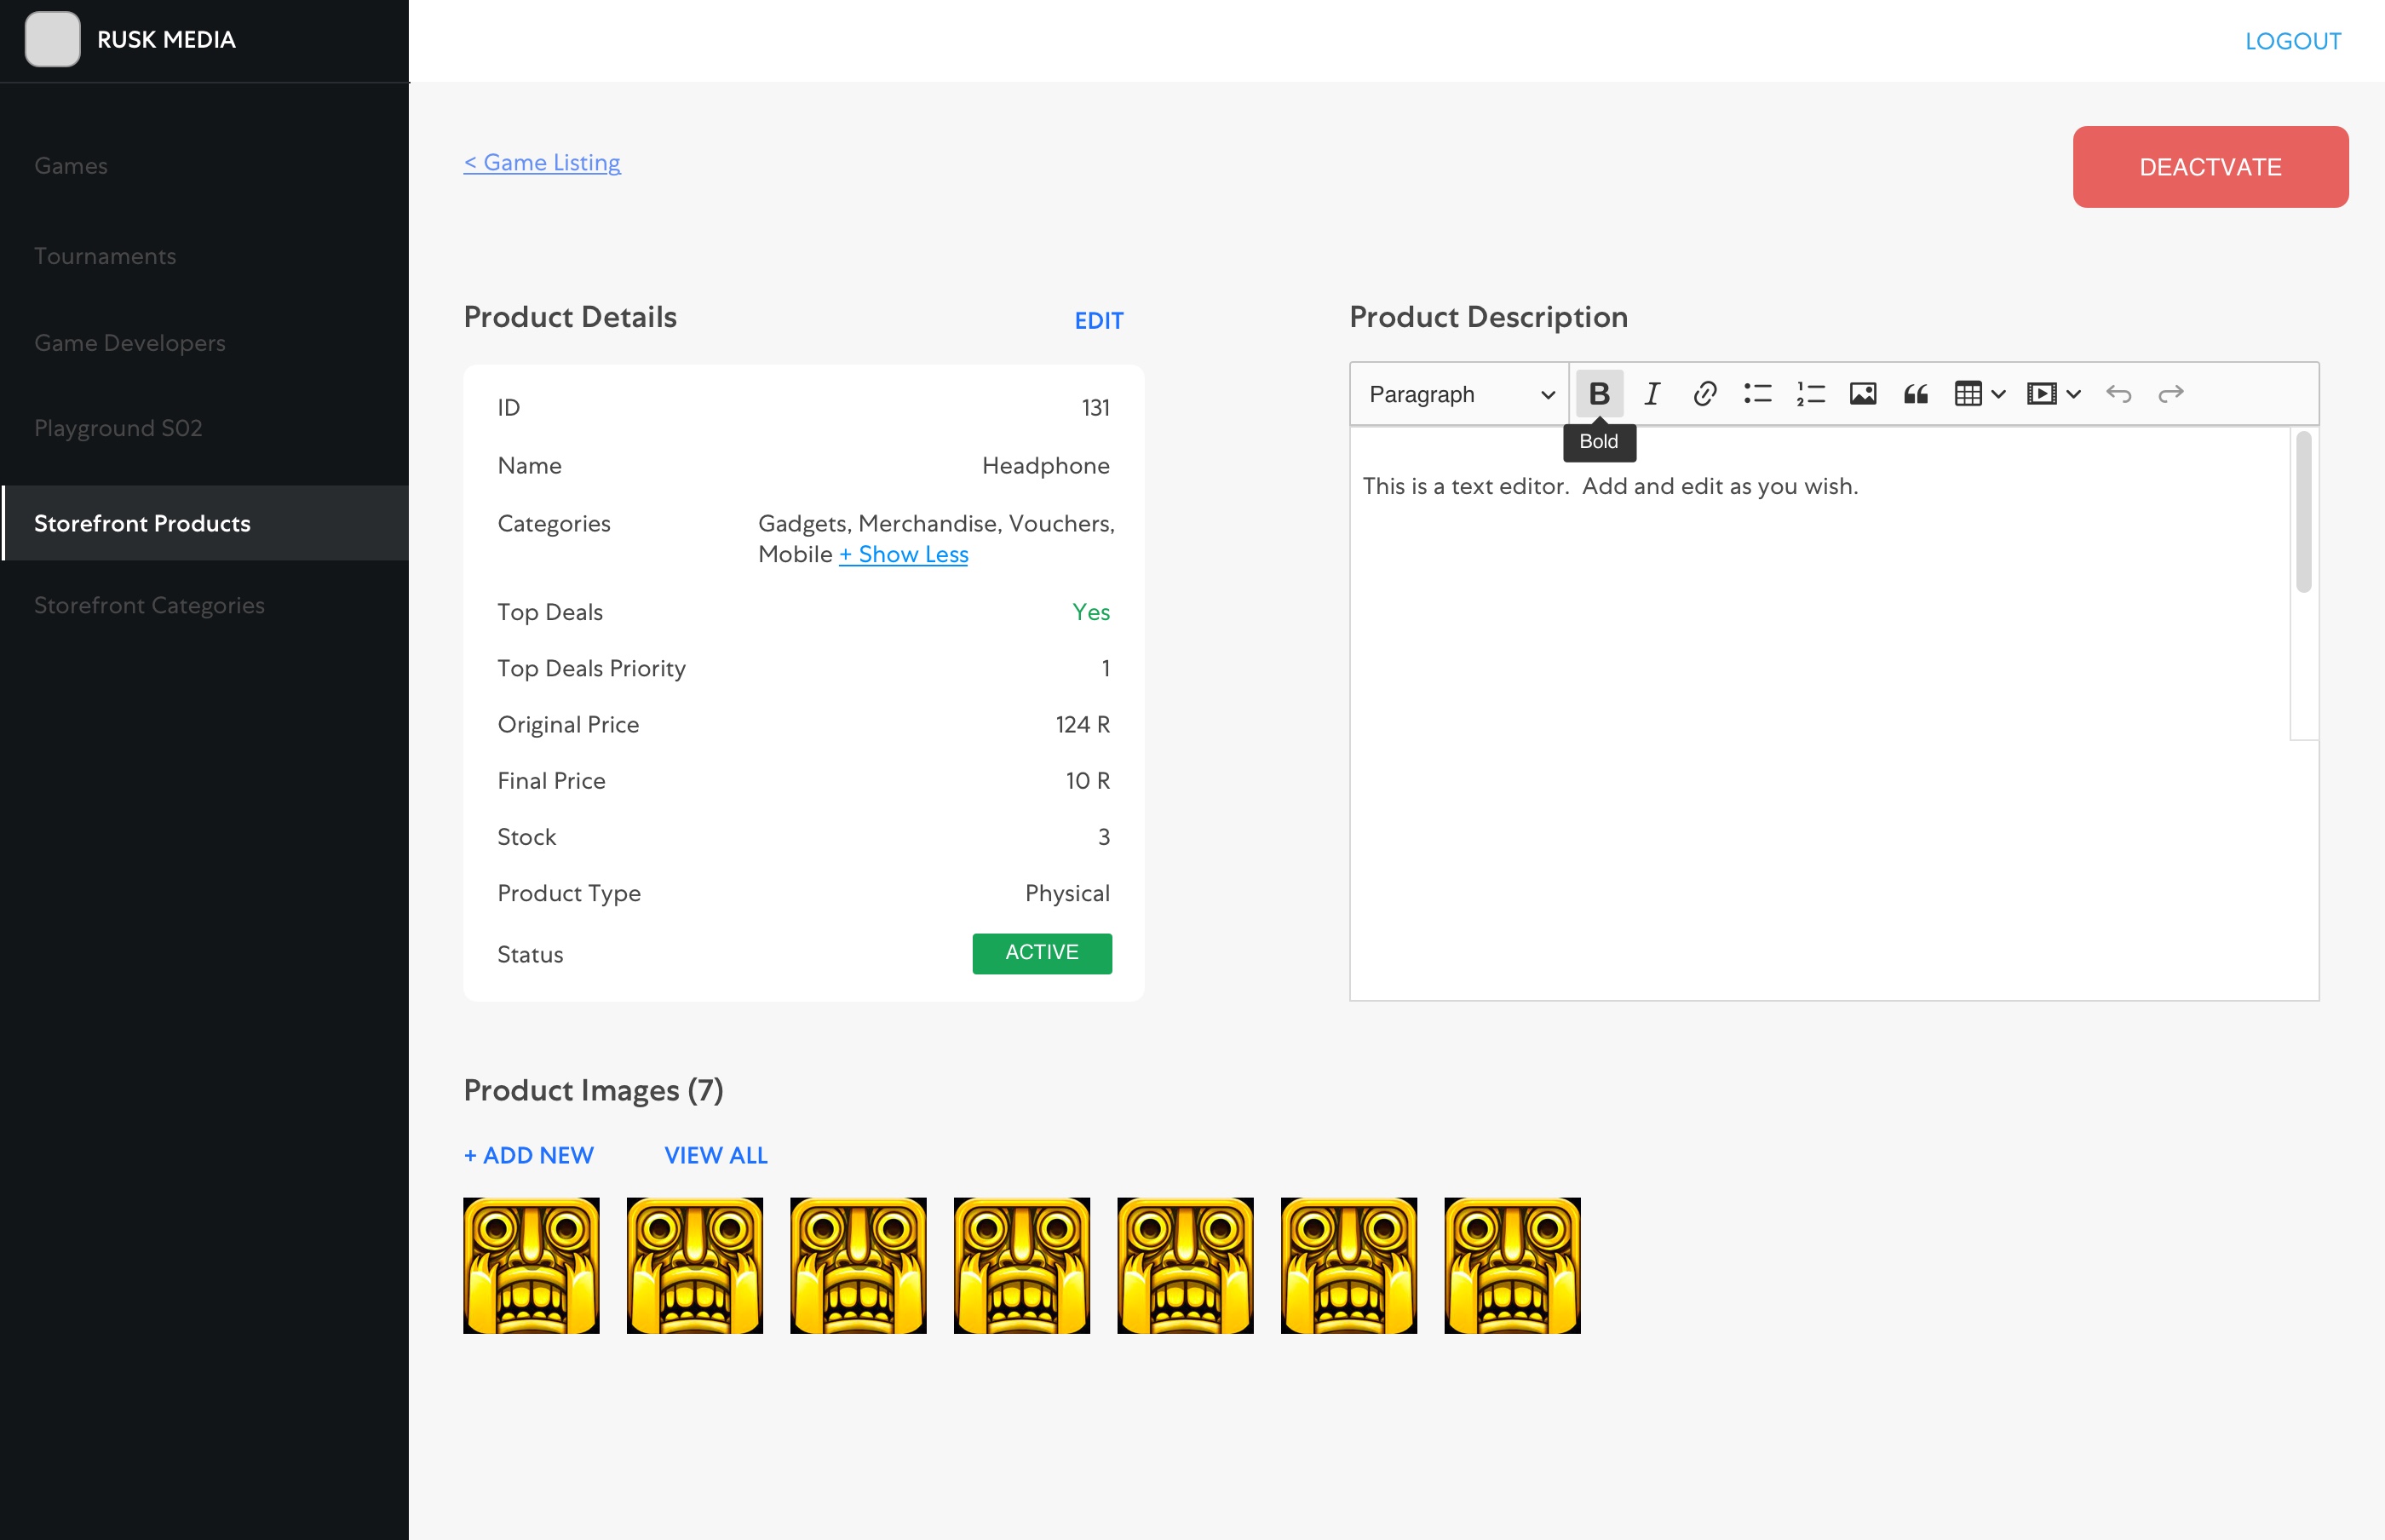 RUSK MEDIA
LOGOUT
Games
Tournaments
Game Developers
Playground S02
Storefront Products
Storefront Categories
< Game Listing
DEACTVATE
Product Details
EDIT
ID 131
Name Headphone
Categories Gadgets, Merchandise, Vouchers,
Mobile + Show Less
Top Deals Yes
Top Deals Priority 1
Original Price 124 R
Final Price 10 R
Stock 3
Product Type Physical
Status ACTIVE
Product Description
Paragraph
B I
Bold
This is a text editor. Add and edit as you wish.
Product Images (7)
+ ADD NEW VIEW ALL